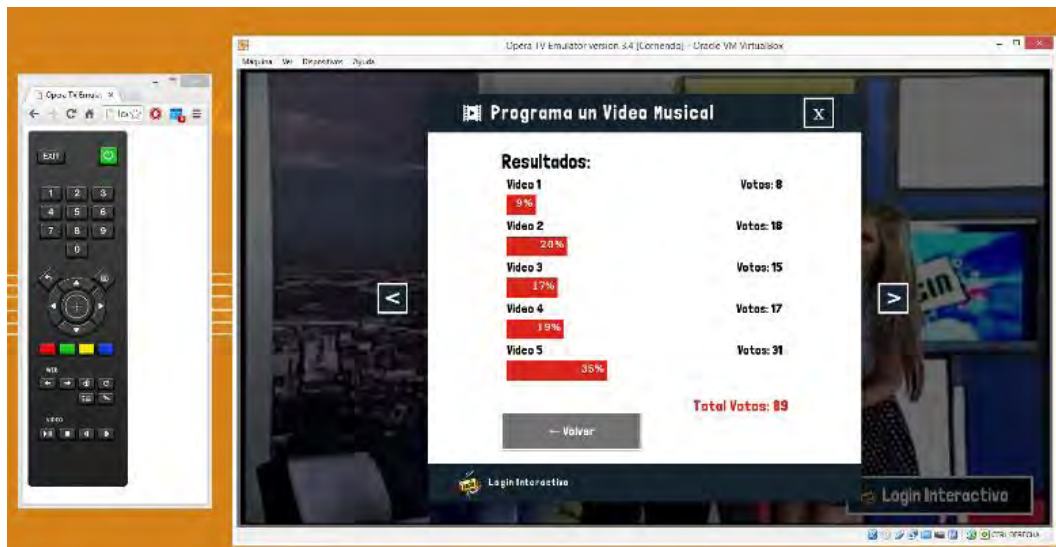 Opera TV Emulator version 3.4 [Corriendo] - Oracle VM VirtualBox
Máquina Ver Dispositivos Ayuda
Opera TV Emulat ×
EXIT
1 2 3
4 5 6
7 8 9
0
WEB
VIDEO
Programa un Video Musical X
Resultados:
Video 1 Votos: 8
9%
Video 2 Votos: 18
20%
Video 3 Votos: 15
17%
Video 4 Votos: 17
19%
Video 5 Votos: 31
35%
< >
Total Votos: 89
← Volver
Login Interactivo
Login Interactivo
CTRL DERECHA